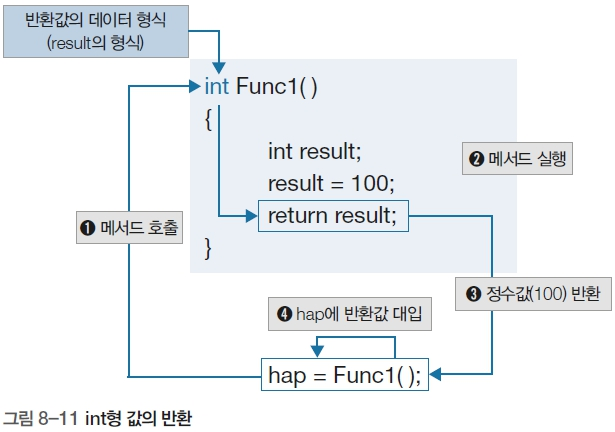 반환값의 데이터 형식
(result의 형식)
int Func1( )
{
int result;
result = 100;
return result;
}
❷ 메서드 실행
❶ 메서드 호출
❸ 정수값(100) 반환
❹ hap에 반환값 대입
hap = Func1( );
그림 8-11 int형 값의 반환